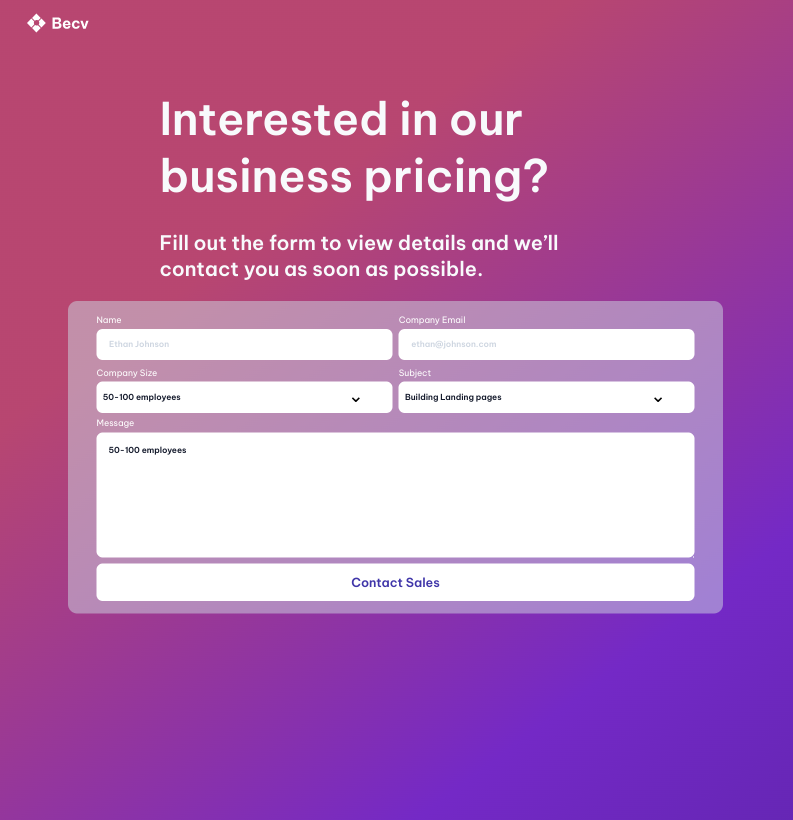 Becv
Interested in our
business pricing?
Fill out the form to view details and we’ll
contact you as soon as possible.
Name
Company Email
Ethan Johnson
ethan@johnson.com
Company Size
Subject
50-100 employees
Building Landing pages
Message
50-100 employees
Contact Sales